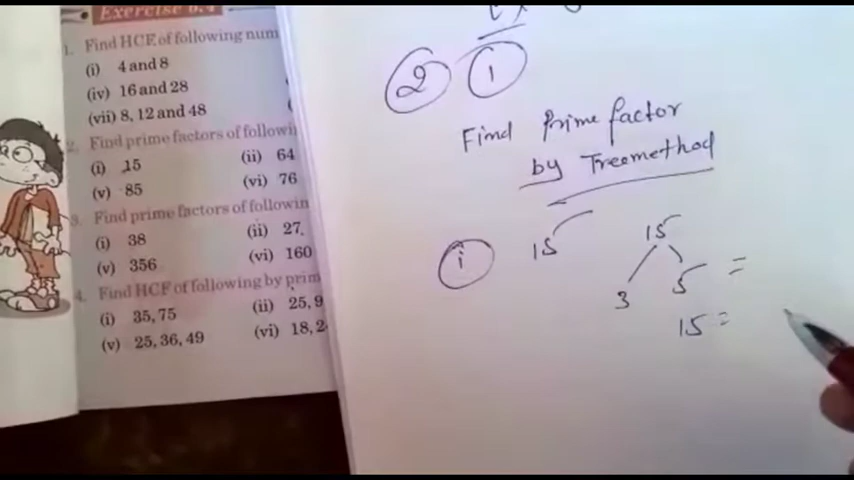 1. Find HCF of following num
(i) 4 and 8
(iv) 16 and 28
(vii) 8, 12 and 48
2. Find prime factors of followin
(i) 15 (ii) 64
(v) 85 (vi) 76
3. Find prime factors of followin
(i) 38 (ii) 27
(v) 356 (vi) 160
4. Find HCF of following by prim
(i) 35, 75 (ii) 25, 9
(v) 25, 36, 49 (vi) 18, 2
2 1
Find Prime factor
by Treemethod
i 15 15
3 5 =
15 =